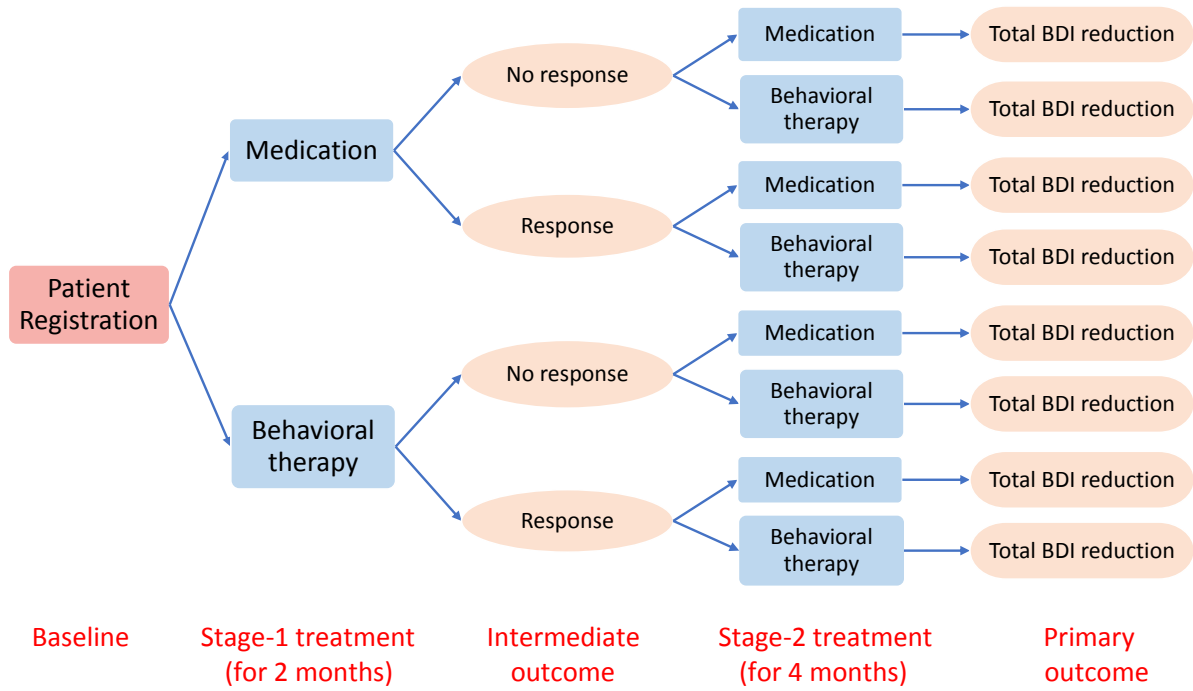 Patient
Registration
Medication
Behavioral
therapy
No response
Response
No response
Response
Medication
Behavioral
therapy
Medication
Behavioral
therapy
Medication
Behavioral
therapy
Medication
Behavioral
therapy
Total BDI reduction
Total BDI reduction
Total BDI reduction
Total BDI reduction
Total BDI reduction
Total BDI reduction
Total BDI reduction
Total BDI reduction
Baseline
Stage-1 treatment
(for 2 months)
Intermediate
outcome
Stage-2 treatment
(for 4 months)
Primary
outcome